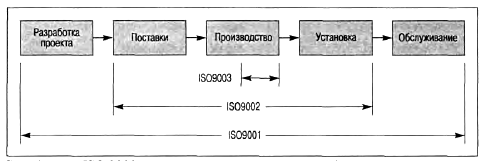 Разработка
проекта
Поставки
Производство
Установка
Обслуживание
ISO9003
ISO9002
ISO9001